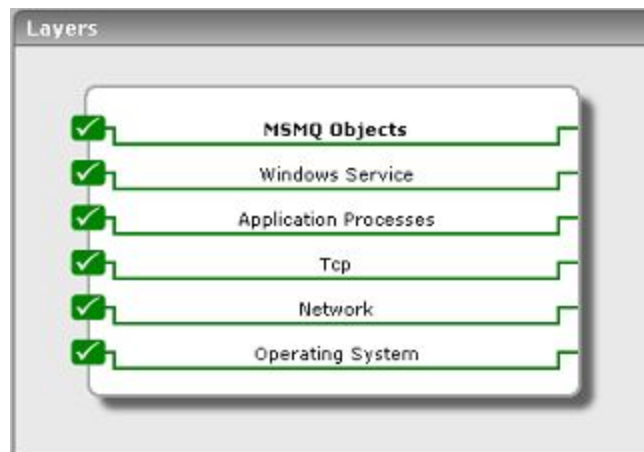 Layers
MSMQ Objects
Windows Service
Application Processes
Tcp
Network
Operating System